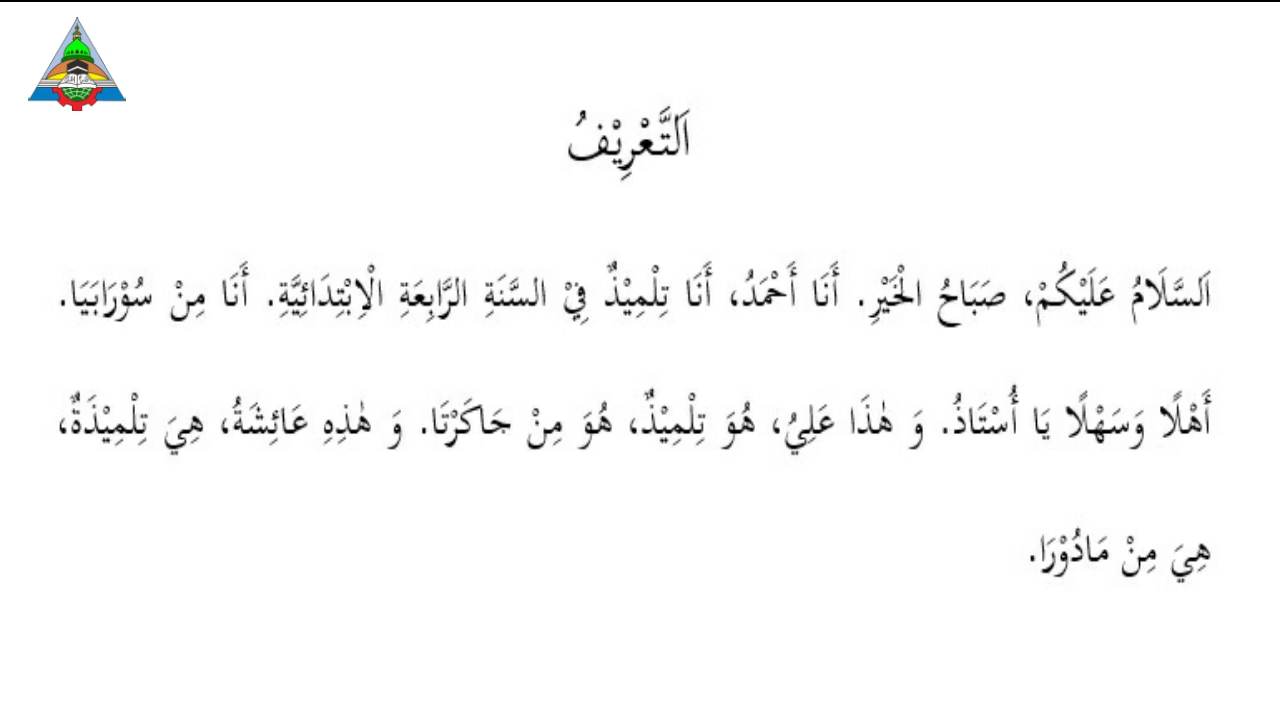 اَلتَّعْرِيْفُ
اَلسَّلَامُ عَلَيْكُمْ، صَبَاحُ الْخَيْرِ. أَنَا أَحْمَدُ، أَنَا تِلْمِيْذٌ فِيْ السَّنَةِ الرَّابِعَةِ الْاِبْتِدَائِيَّةِ. أَنَا مِنْ سُوْرَابَيَا.
أَهْلًا وَسَهْلًا يَا أُسْتَاذُ. وَ هٰذَا عَلِيُ، هُوَ تِلْمِيْذٌ، هُوَ مِنْ جَاكَرْتَا. وَ هٰذِهِ عَائِشَةُ، هِيَ تِلْمِيْذَةٌ،
هِيَ مِنْ مَادُوْرَا.